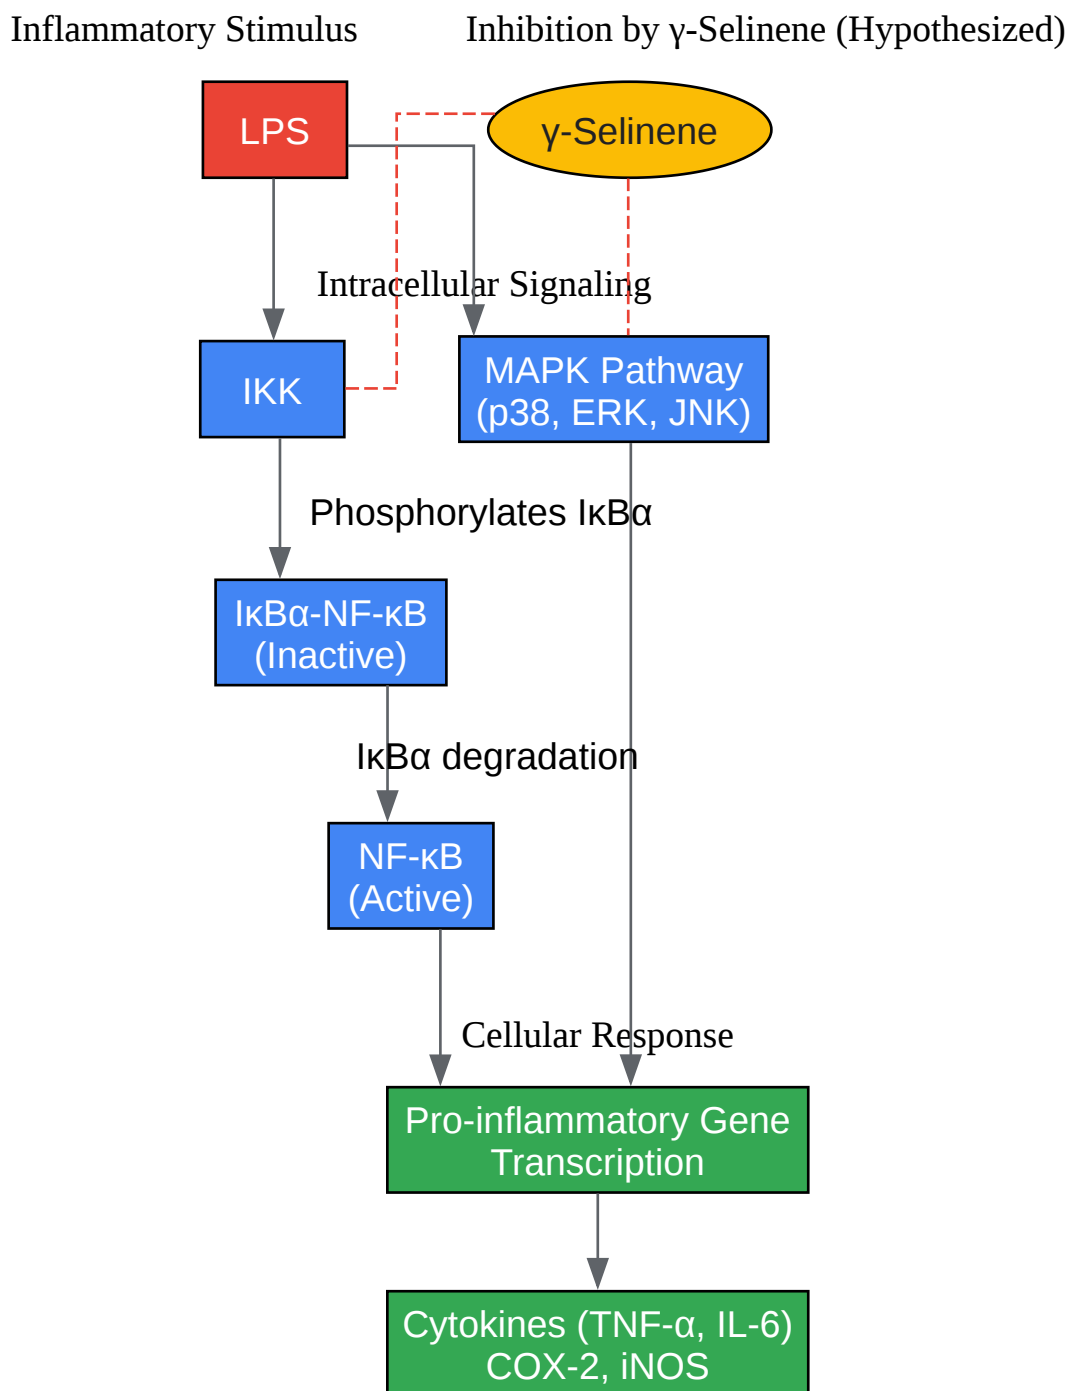 Inflammatory Stimulus
Inhibition by γ-Selinene (Hypothesized)
LPS
γ-Selinene
Intracellular Signaling
IKK
MAPK Pathway
(p38, ERK, JNK)
Phosphorylates IκBα
IκBα-NF-κB
(Inactive)
IκBα degradation
NF-κB
(Active)
Cellular Response
Pro-inflammatory Gene
Transcription
Cytokines (TNF-α, IL-6)
COX-2, iNOS